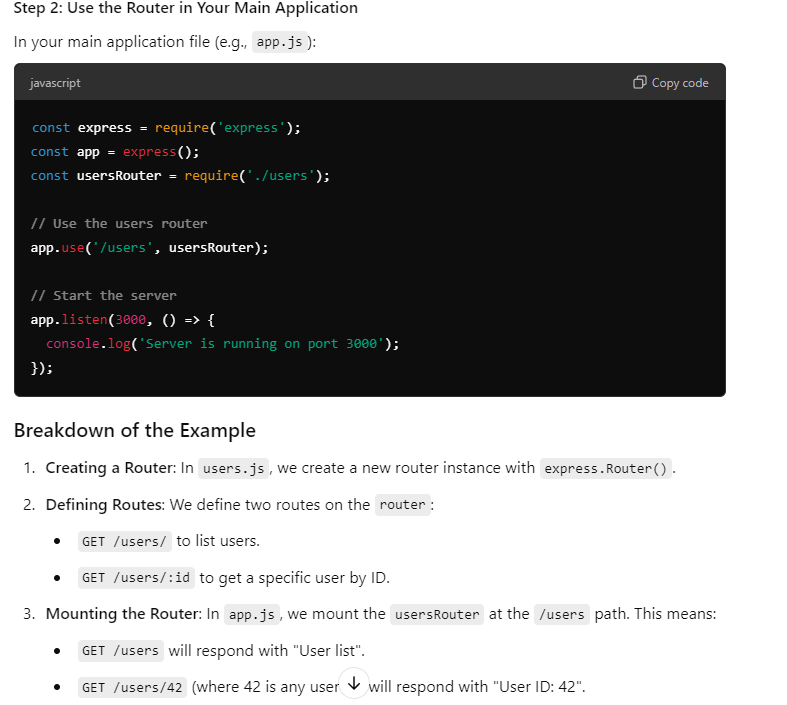 Step 2: Use the Router in Your Main Application
In your main application file (e.g., app.js):
javascript Copy code
const express = require('express');
const app = express();
const usersRouter = require('./users');
// Use the users router
app.use('/users', usersRouter);
// Start the server
app.listen(3000, () => {
  console.log('Server is running on port 3000');
});
Breakdown of the Example
1. Creating a Router: In users.js, we create a new router instance with express.Router().
2. Defining Routes: We define two routes on the router:
• GET /users/ to list users.
• GET /users/:id to get a specific user by ID.
3. Mounting the Router: In app.js, we mount the usersRouter at the /users path. This means:
• GET /users will respond with "User list".
• GET /users/42 (where 42 is any user will respond with "User ID: 42".